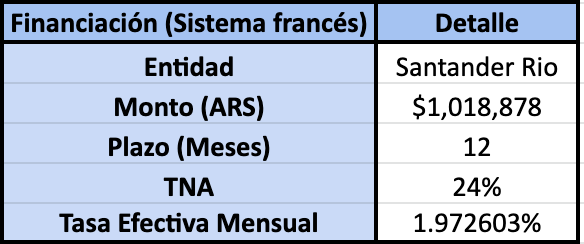 Financiación (Sistema francés) Detalle
Entidad Santander Rio
Monto (ARS) $1,018,878
Plazo (Meses) 12
TNA 24%
Tasa Efectiva Mensual 1.972603%